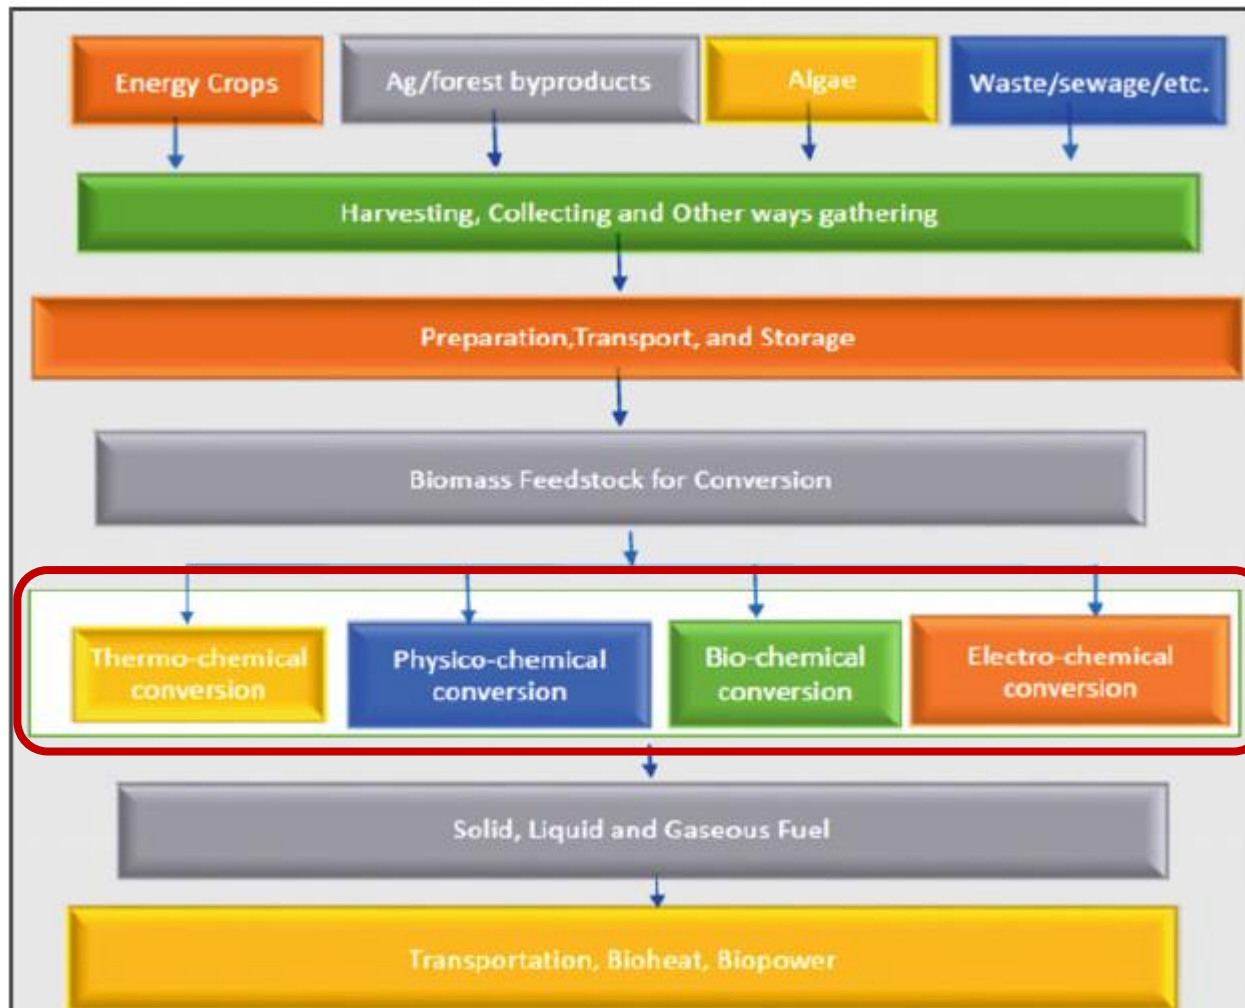 Energy Crops
Ag/forest byproducts
Algae
Waste/sewage/etc.
Harvesting, Collecting and Other ways gathering
Preparation,Transport, and Storage
Biomass Feedstock for Conversion
Thermo-chemical
conversion
Physico-chemical
conversion
Bio-chemical
conversion
Electro-chemical
conversion
Solid, Liquid and Gaseous Fuel
Transportation, Bioheat, Biopower